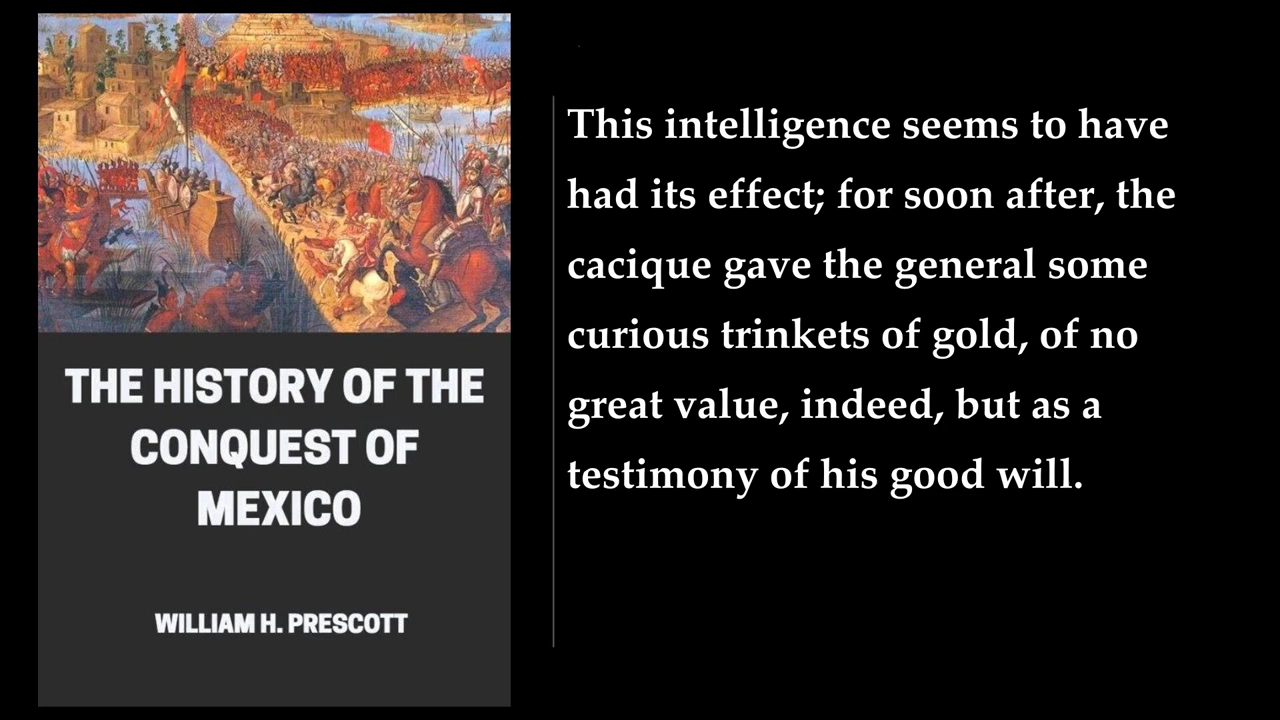 THE HISTORY OF THE
CONQUEST OF
MEXICO
WILLIAM H. PRESCOTT
This intelligence seems to have
had its effect; for soon after, the
cacique gave the general some
curious trinkets of gold, of no
great value, indeed, but as a
testimony of his good will.